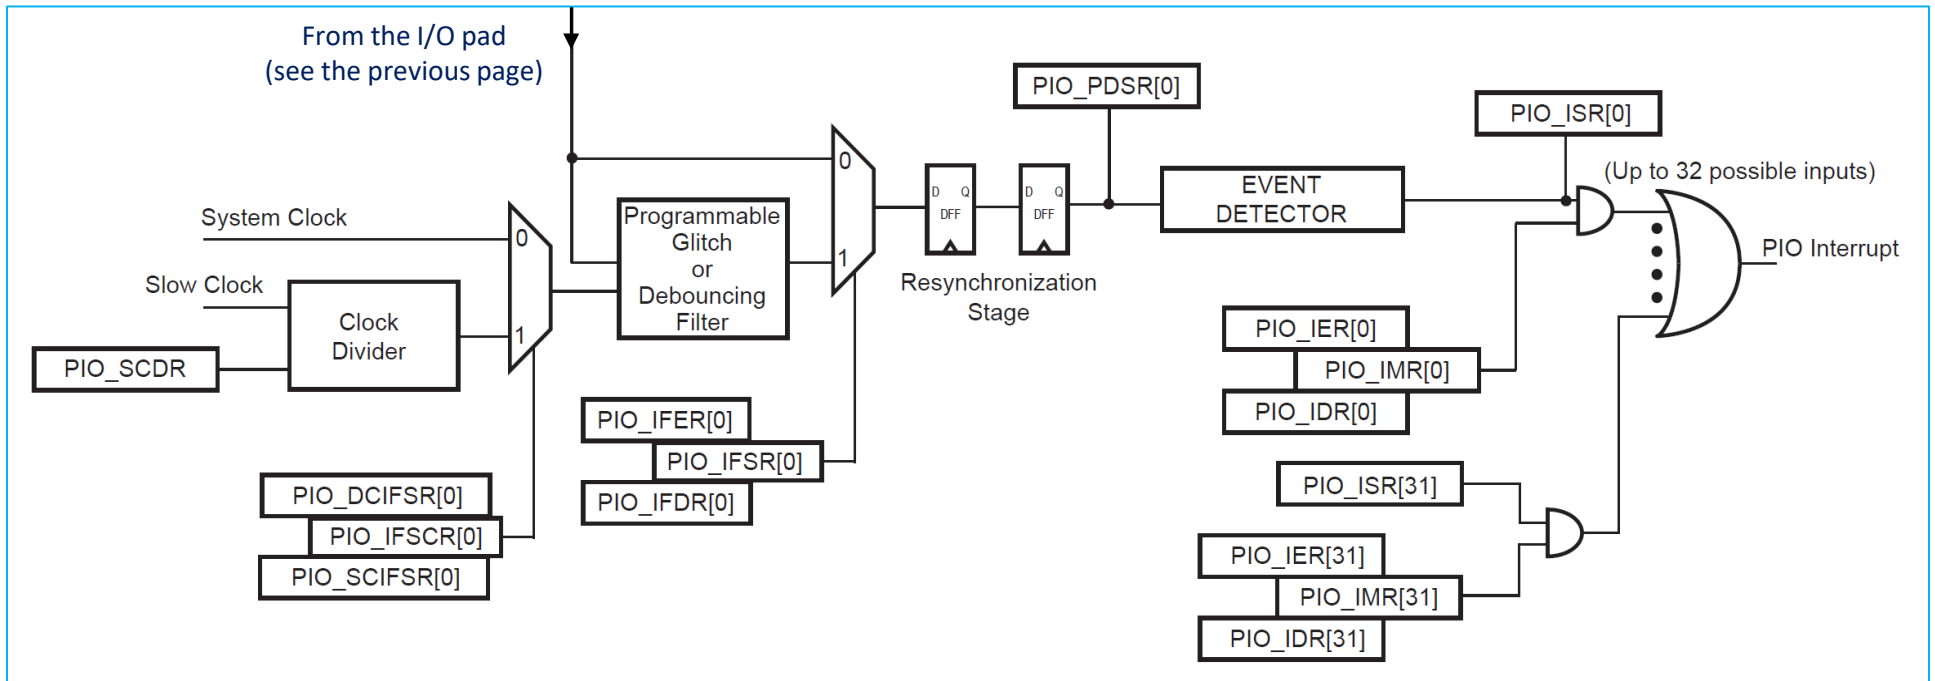 From the I/O pad
(see the previous page)
PIO_PDSR[0]
PIO_ISR[0]
(Up to 32 possible inputs)
0
D Q
DFF
D Q
DFF
EVENT
DETECTOR
System Clock
0
Programmable
Glitch
or
Debouncing
Filter
1
PIO Interrupt
Resynchronization
Stage
Slow Clock
Clock
Divider
1
PIO_SCDR
PIO_IER[0]
PIO_IMR[0]
PIO_IDR[0]
PIO_IFER[0]
PIO_IFSR[0]
PIO_IFDR[0]
PIO_DCIFSR[0]
PIO_IFSCR[0]
PIO_SCIFSR[0]
PIO_ISR[31]
PIO_IER[31]
PIO_IMR[31]
PIO_IDR[31]